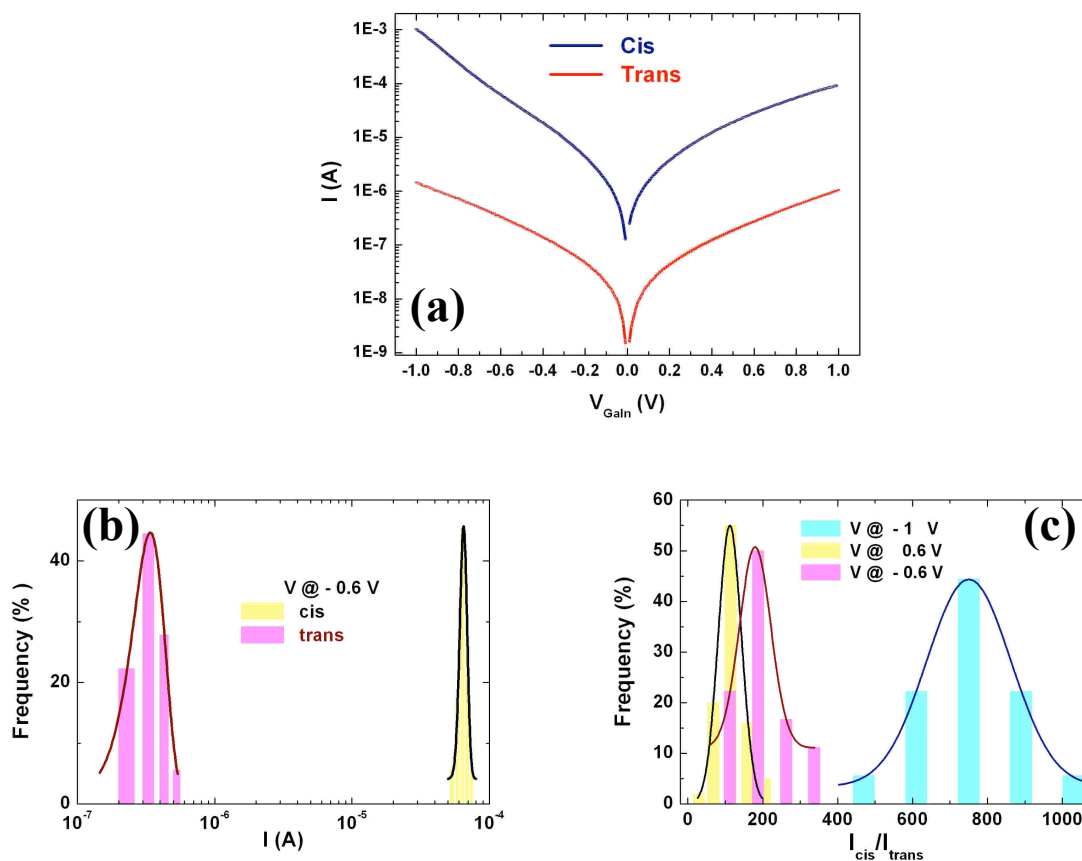 1E-3
1E-4
1E-5
1E-6
1E-7
1E-8
1E-9
I (A)
Cis
Trans
(a)
-1.0 -0.8 -0.6 -0.4 -0.2 0.0 0.2 0.4 0.6 0.8 1.0
V_GaIn (V)
(b)
40
20
0
Frequency (%)
V @ - 0.6 V
cis
trans
10^-7 10^-6 10^-5 10^-4
I (A)
(c)
60
50
40
30
20
10
0
Frequency (%)
V @ - 1 V
V @ 0.6 V
V @ - 0.6 V
0 200 400 600 800 1000
I_cis/I_trans